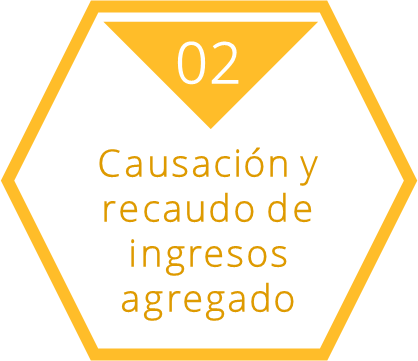 02
Causación y
recaudo de
ingresos
agregado